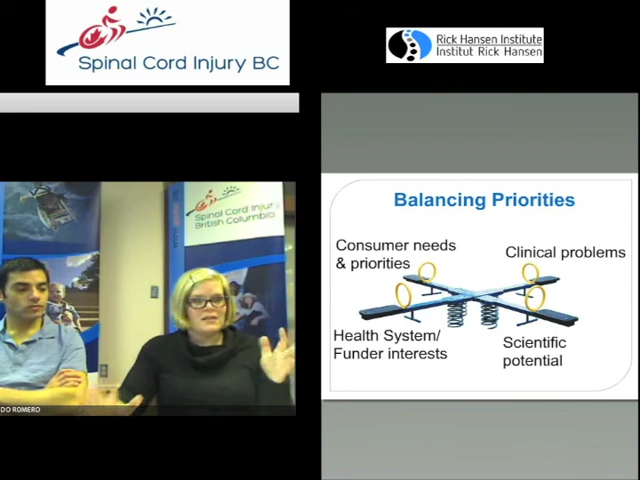 Spinal Cord Injury BC
Rick Hansen Institute
Institut Rick Hansen
Spinal Cord Injury
British Columbia
DO ROMERO
Balancing Priorities
Consumer needs
& priorities
Clinical problems
Health System/
Funder interests
Scientific
potential